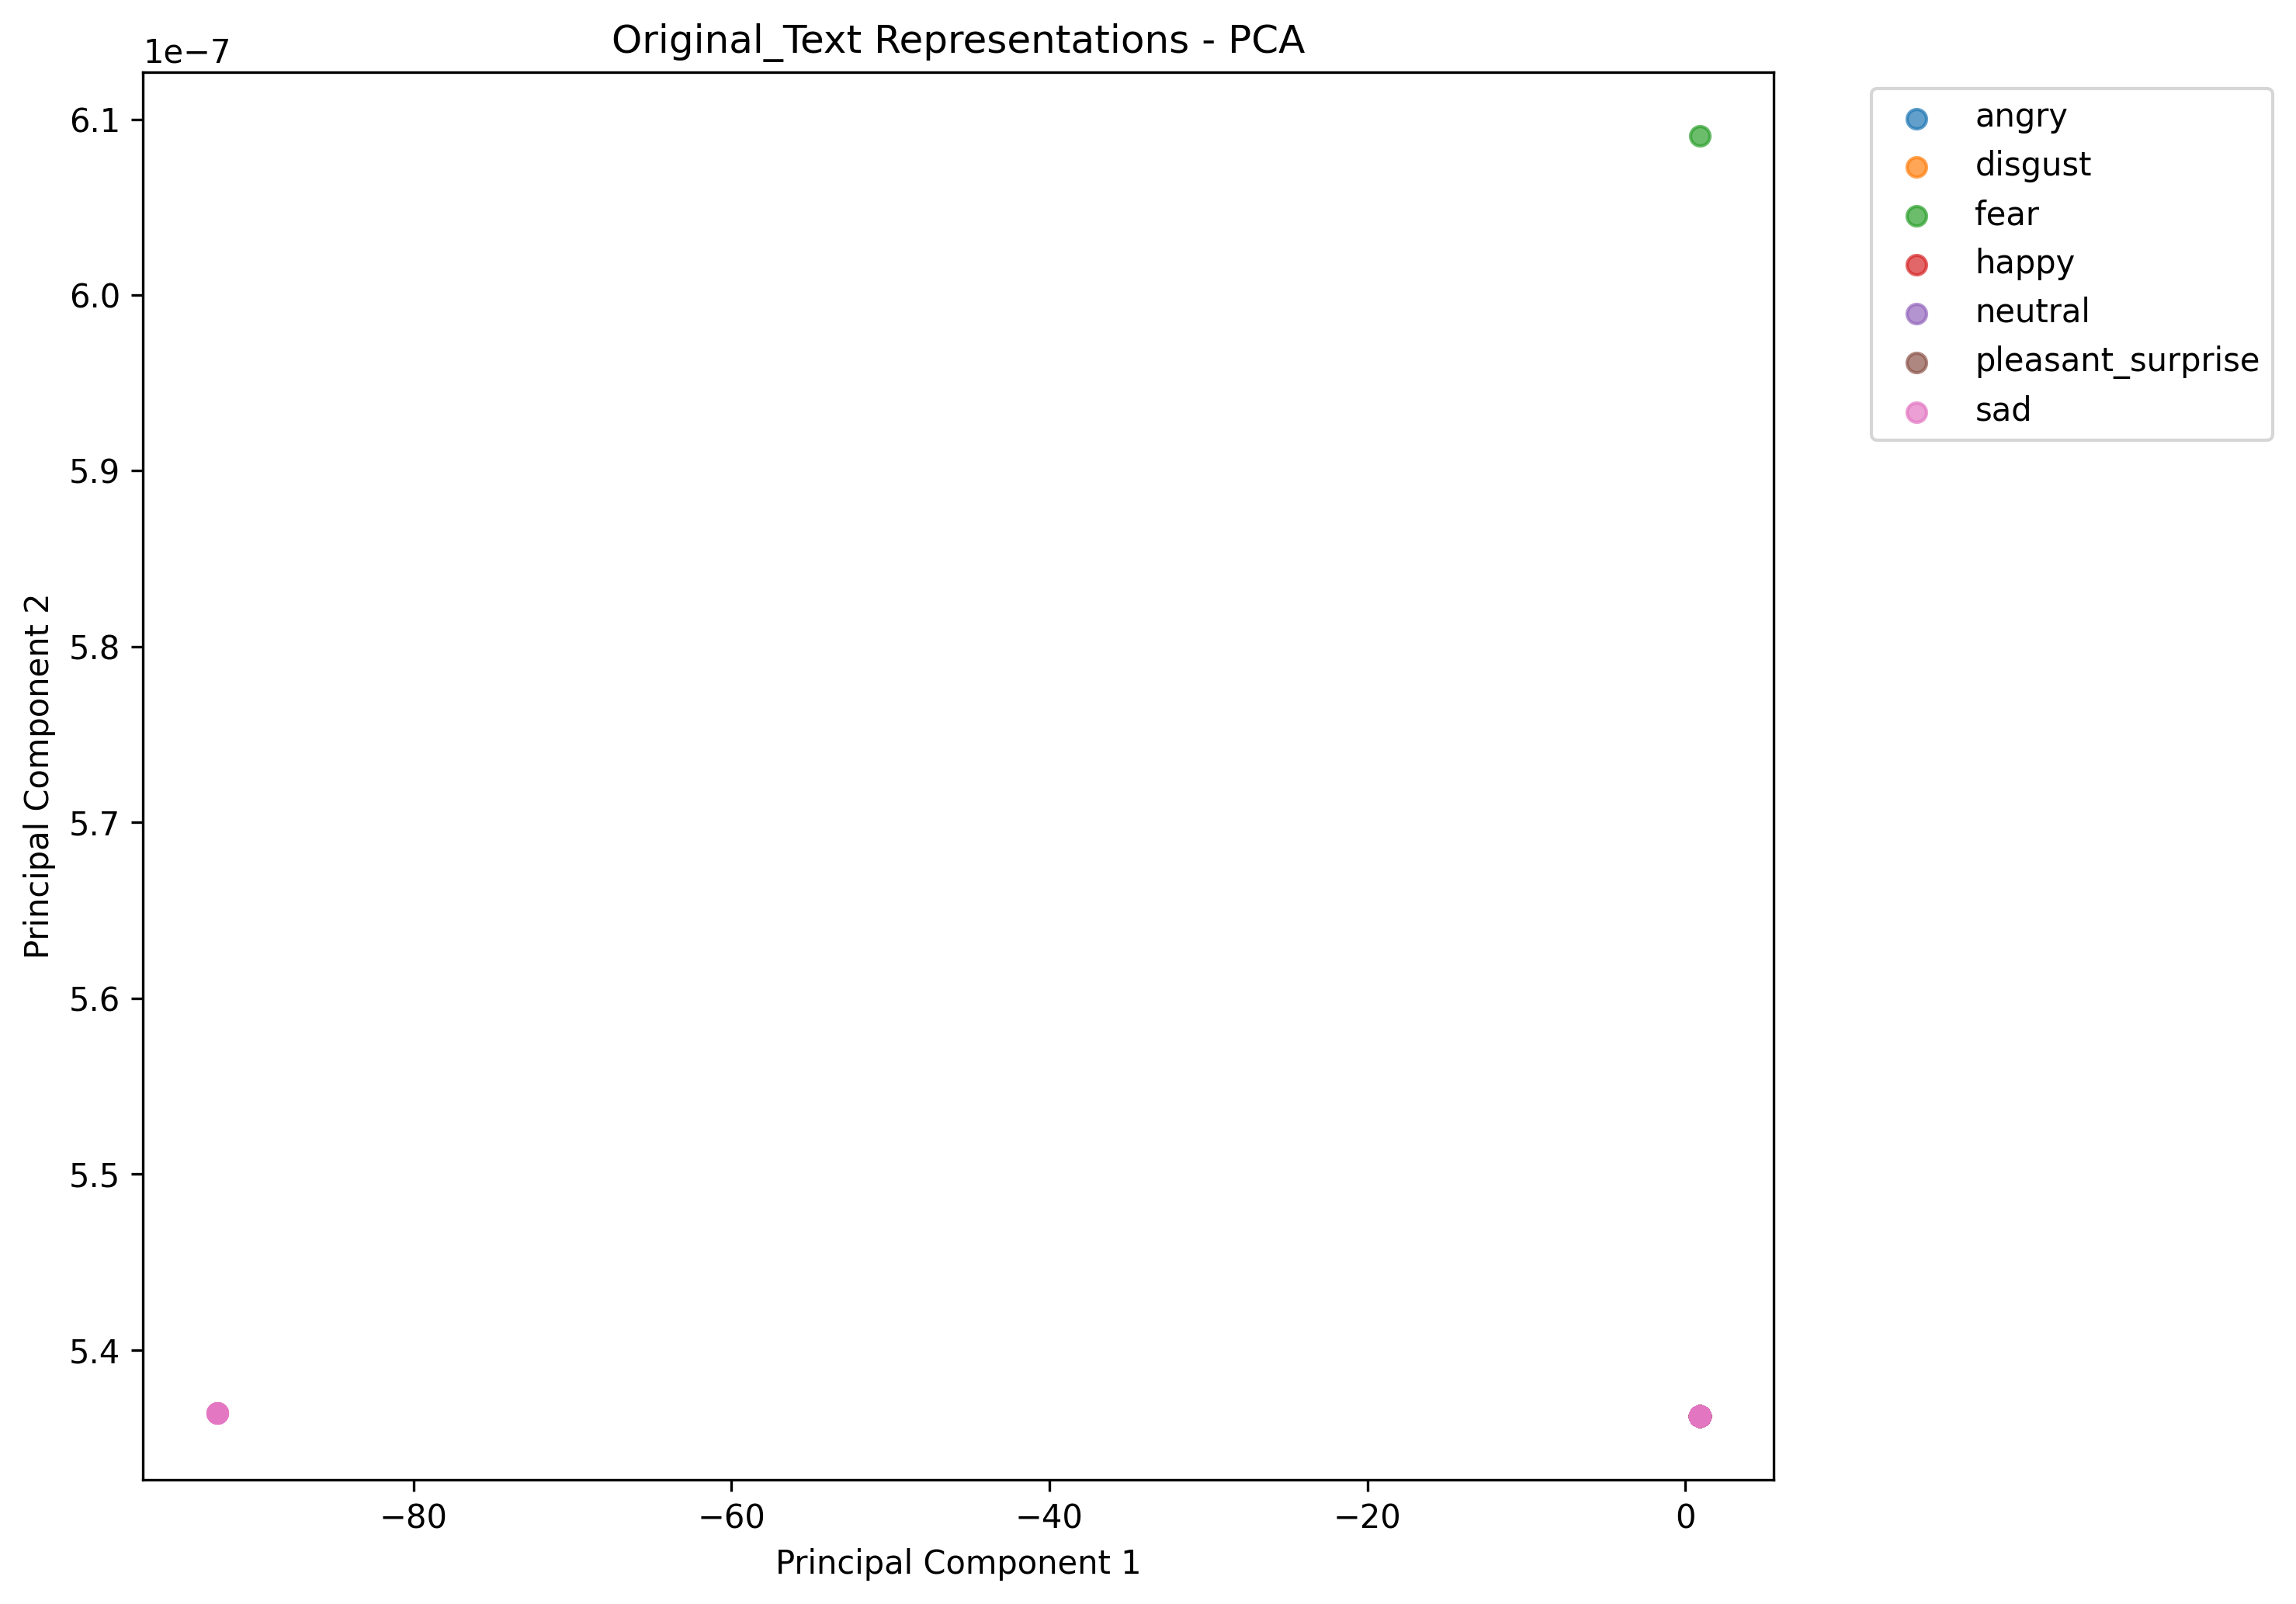 Original_Text Representations - PCA
1e−7
6.1
6.0
5.9
5.8
5.7
5.6
5.5
5.4
Principal Component 2
−80
−60
−40
−20
0
Principal Component 1
angry
disgust
fear
happy
neutral
pleasant_surprise
sad